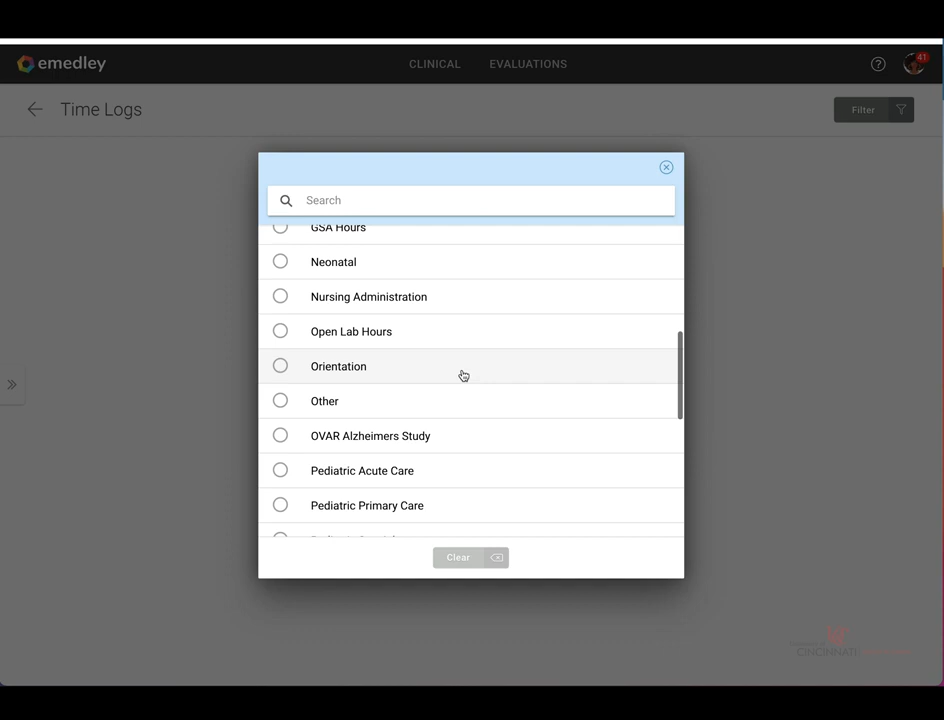 emedley
CLINICAL
EVALUATIONS
41
Time Logs
Filter
Search
GSA Hours
Neonatal
Nursing Administration
Open Lab Hours
Orientation
Other
OVAR Alzheimers Study
Pediatric Acute Care
Pediatric Primary Care
Clear
CINCINNATI